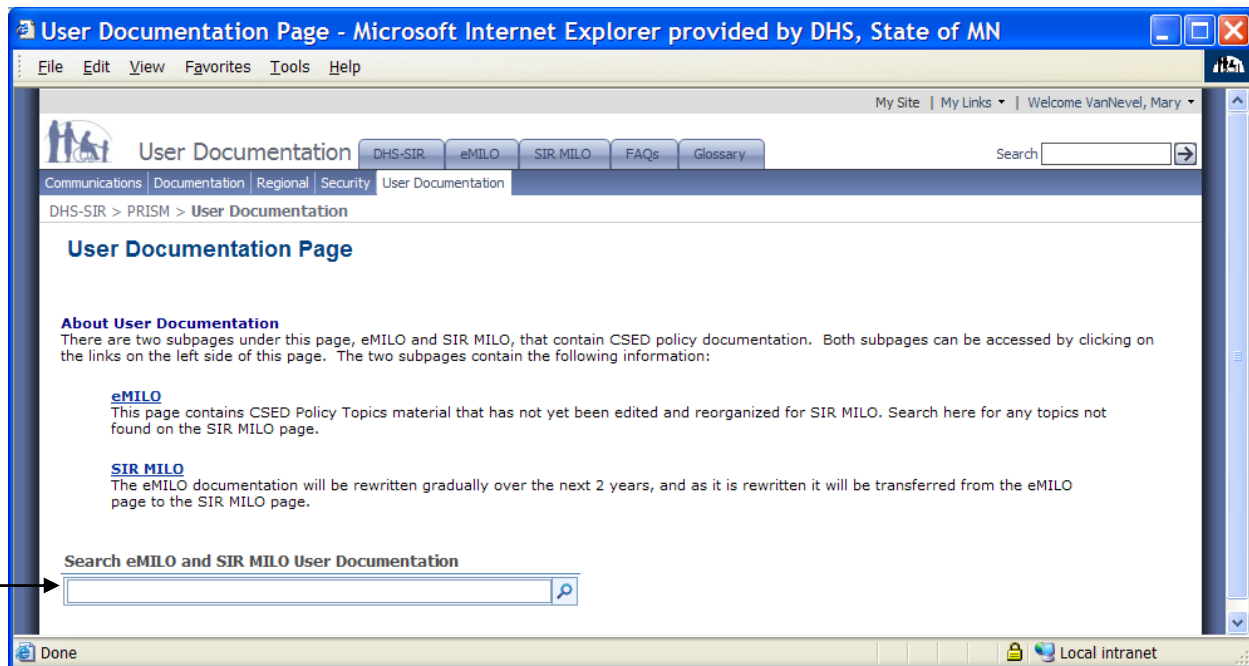 User Documentation Page - Microsoft Internet Explorer provided by DHS, State of MN
File Edit View Favorites Tools Help
My Site | My Links | Welcome VanNevel, Mary
User Documentation DHS-SIR eMILO SIR MILO FAQs Glossary Search
Communications Documentation Regional Security User Documentation
DHS-SIR > PRISM > User Documentation
User Documentation Page
About User Documentation
There are two subpages under this page, eMILO and SIR MILO, that contain CSED policy documentation. Both subpages can be accessed by clicking on
the links on the left side of this page. The two subpages contain the following information:
eMILO
This page contains CSED Policy Topics material that has not yet been edited and reorganized for SIR MILO. Search here for any topics not
found on the SIR MILO page.
SIR MILO
The eMILO documentation will be rewritten gradually over the next 2 years, and as it is rewritten it will be transferred from the eMILO
page to the SIR MILO page.
Search eMILO and SIR MILO User Documentation
Done Local intranet